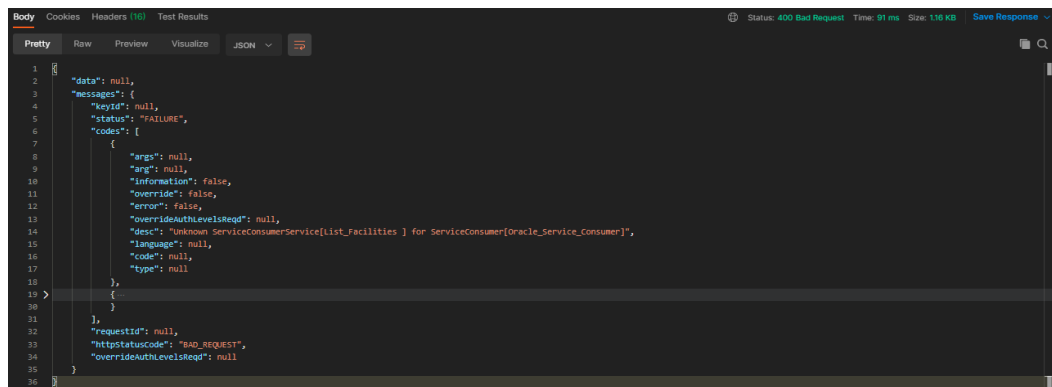 Body Cookies Headers (16) Test Results Status: 400 Bad Request Time: 91 ms Size: 1.16 KB Save Response
Pretty Raw Preview Visualize JSON
1 {
2 "data": null,
3 "messages": {
4 "keyId": null,
5 "status": "FAILURE",
6 "codes": [
7 {
8 "args": null,
9 "arg": null,
10 "information": false,
11 "override": false,
12 "error": false,
13 "overrideAuthLevelsReqd": null,
14 "desc": "Unknown ServiceConsumerService[List_Facilities ] for ServiceConsumer[Oracle_Service_Consumer]",
15 "language": null,
16 "code": null,
17 "type": null
18 },
19 { ...
30 }
31 ],
32 "requestId": null,
33 "httpStatusCode": "BAD_REQUEST",
34 "overrideAuthLevelsReqd": null
35 }
36 }